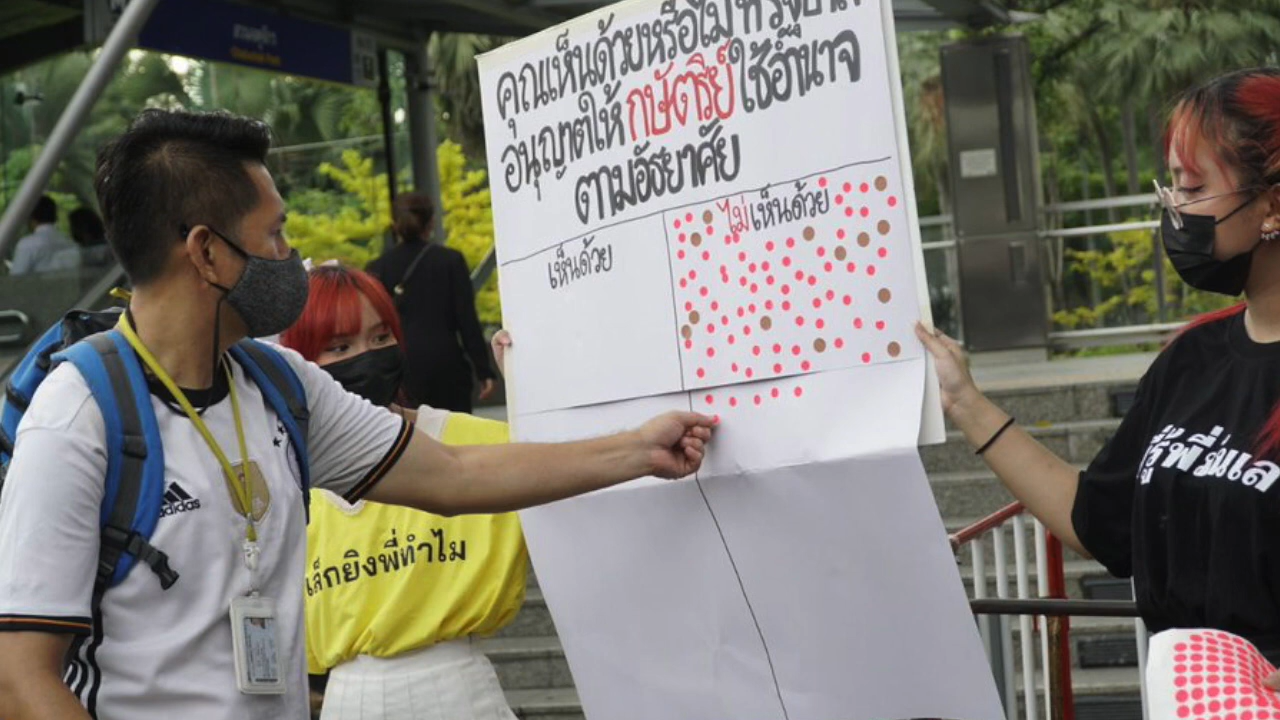 คุณเห็นด้วยหรือไม่ ที่รัฐบาล
อนุญาตให้กษัตริย์ใช้อำนาจ
ตามอัธยาศัย
เห็นด้วย
ไม่เห็นด้วย
adidas
เล็กยิงพี่ทำไม